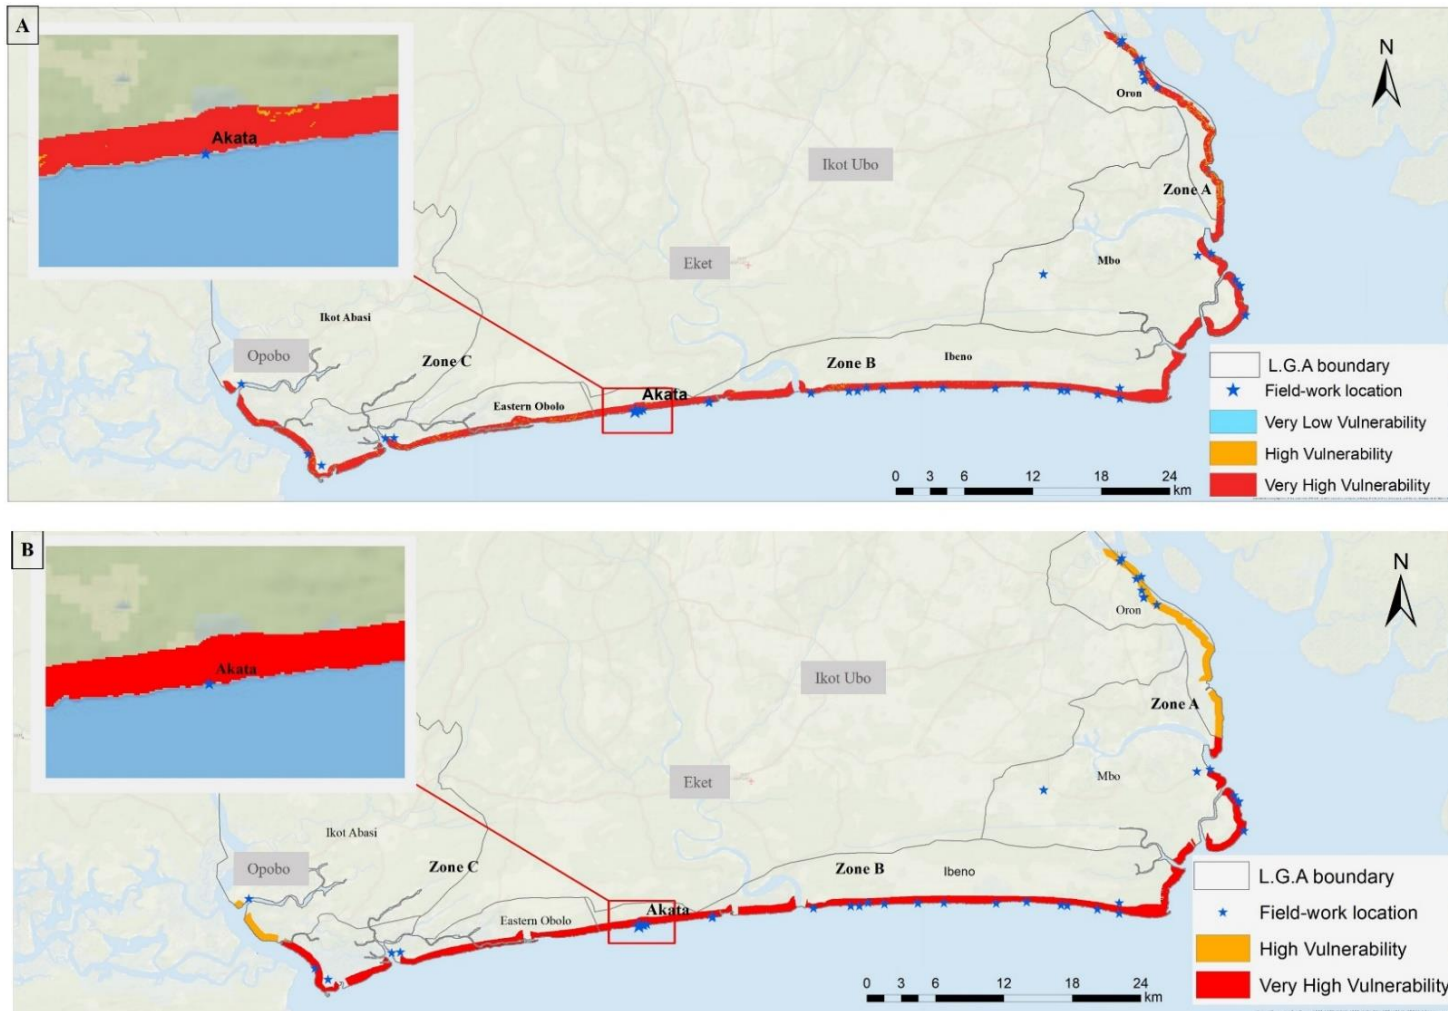 A
Akata
N
Oron
Ikot Ubo
Zone A
Eket
Mbo
Ikot Abasi
Opobo
Zone C
Zone B
Ibeno
Akata
Eastern Obolo
L.G.A boundary
Field-work location
Very Low Vulnerability
High Vulnerability
Very High Vulnerability
0 3 6 12 18 24
km
B
Akata
N
Oron
Ikot Ubo
Zone A
Eket
Mbo
Ikot Abasi
Opobo
Zone C
Zone B
Ibeno
Akata
Eastern Obolo
L.G.A boundary
Field-work location
High Vulnerability
Very High Vulnerability
0 3 6 12 18 24
km